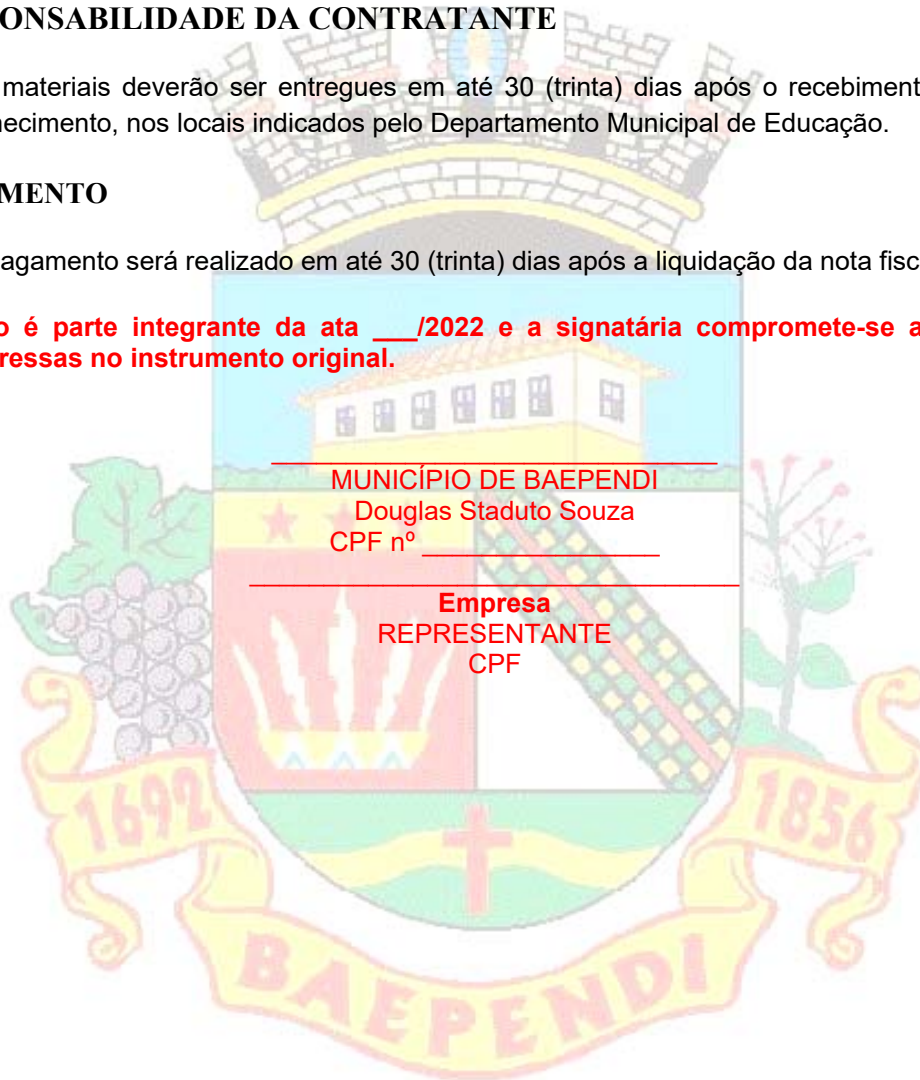 ONSABILIDADE DA CONTRATANTE
materiais deverão ser entregues em até 30 (trinta) dias após o recebiment
ecimento, nos locais indicados pelo Departamento Municipal de Educação.
MENTO
agamento será realizado em até 30 (trinta) dias após a liquidação da nota fisc
o é parte integrante da ata ___/2022 e a signatária compromete-se a
ressas no instrumento original.
MUNICÍPIO DE BAEPENDI
Douglas Staduto Souza
CPF nº ________________
Empresa
REPRESENTANTE
CPF
1692
1856
BAEPENDI